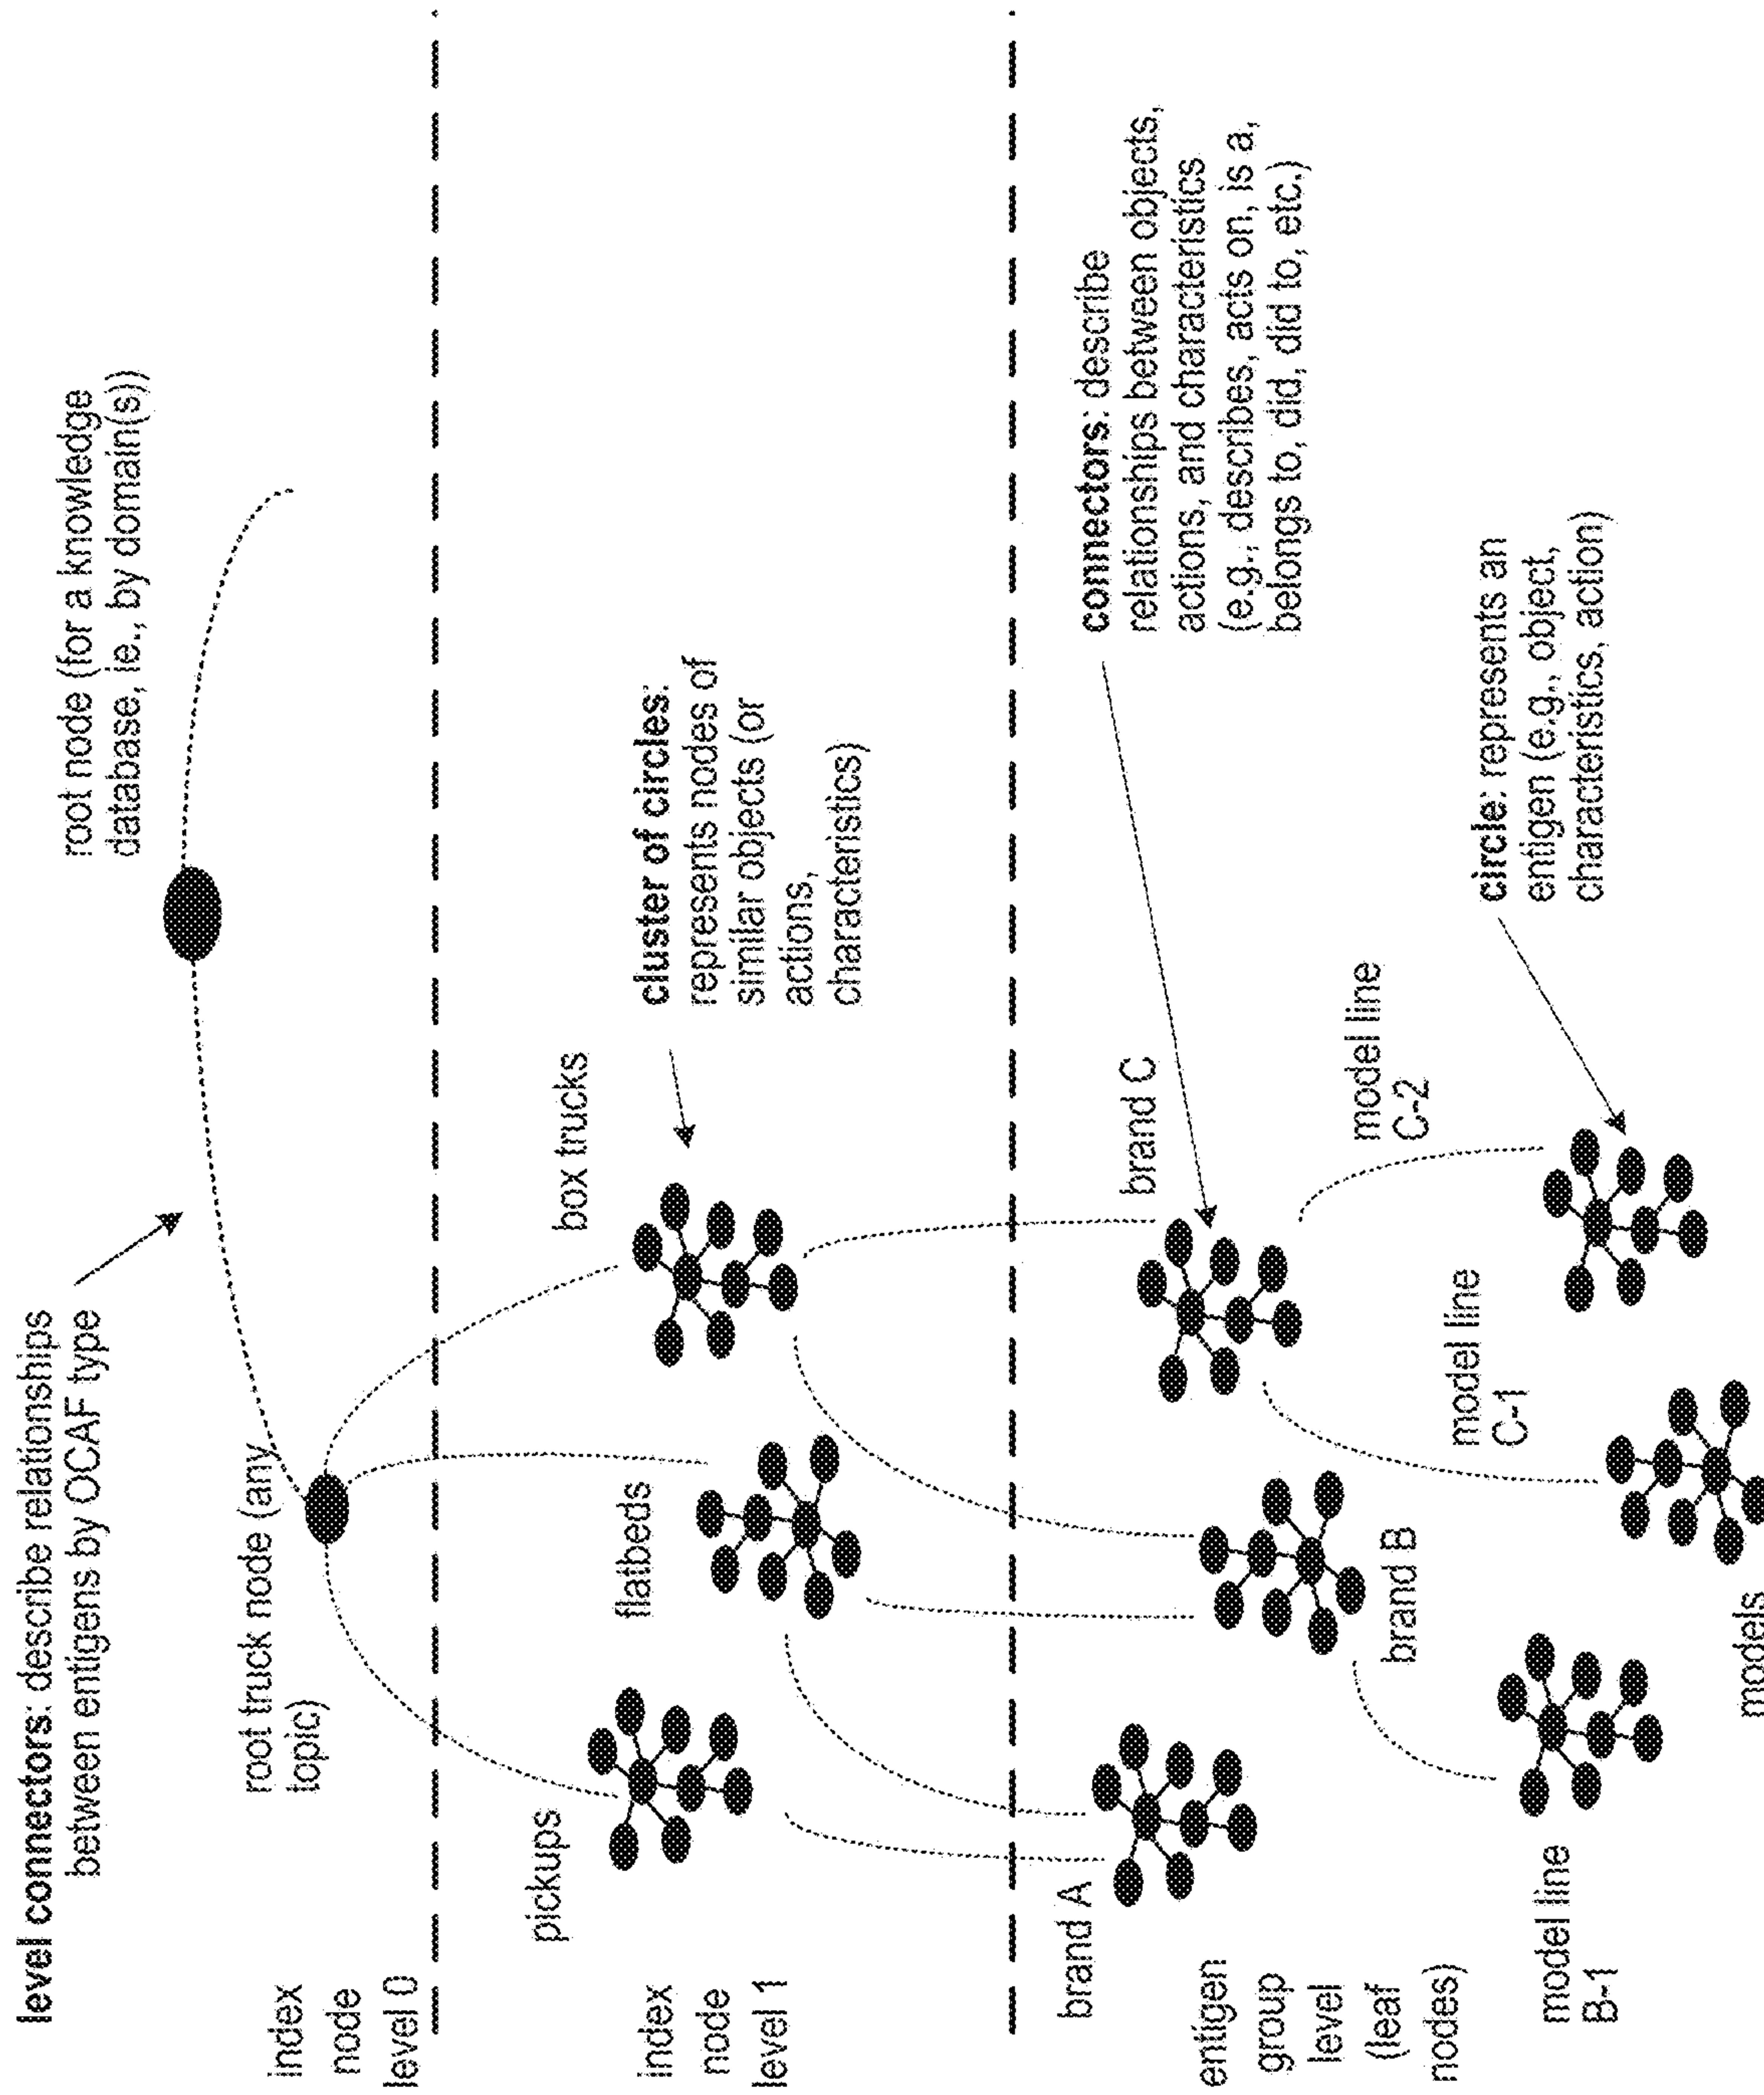 level connectors: describe relationships
between entigens by OCAF type
root node (for a knowledge
database, ie., by domain(s))
root truck node (any
topic)
index
node
level 0
pickups
flatbeds
box trucks
cluster of circles:
represents nodes of
similar objects (or
actions,
characteristics)
index
node
level 1
brand A
brand B
brand C
connectors: describe
relationships between objects,
actions, and characteristics
(e.g., describes, acts on, is a,
belongs to, did, did to, etc.)
entigen
group
level
(leaf
nodes)
model line
B-1
model line
C-1
model line
C-2
circle: represents an
entigen (e.g., object,
characteristics, action)
models